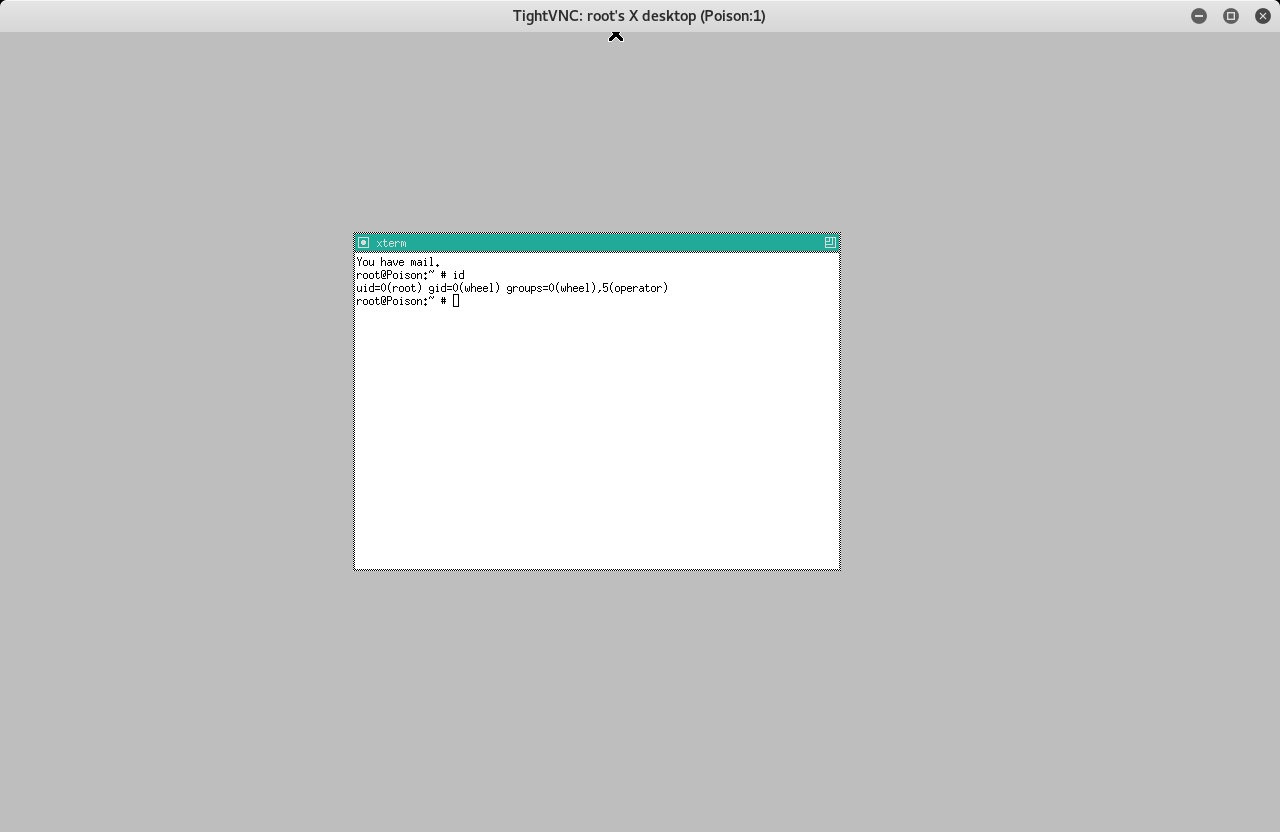 TightVNC: root's X desktop (Poison:1)
xterm
You have mail.
root@Poison:~ # id
uid=0(root) gid=0(wheel) groups=0(wheel),5(operator)
root@Poison:~ #